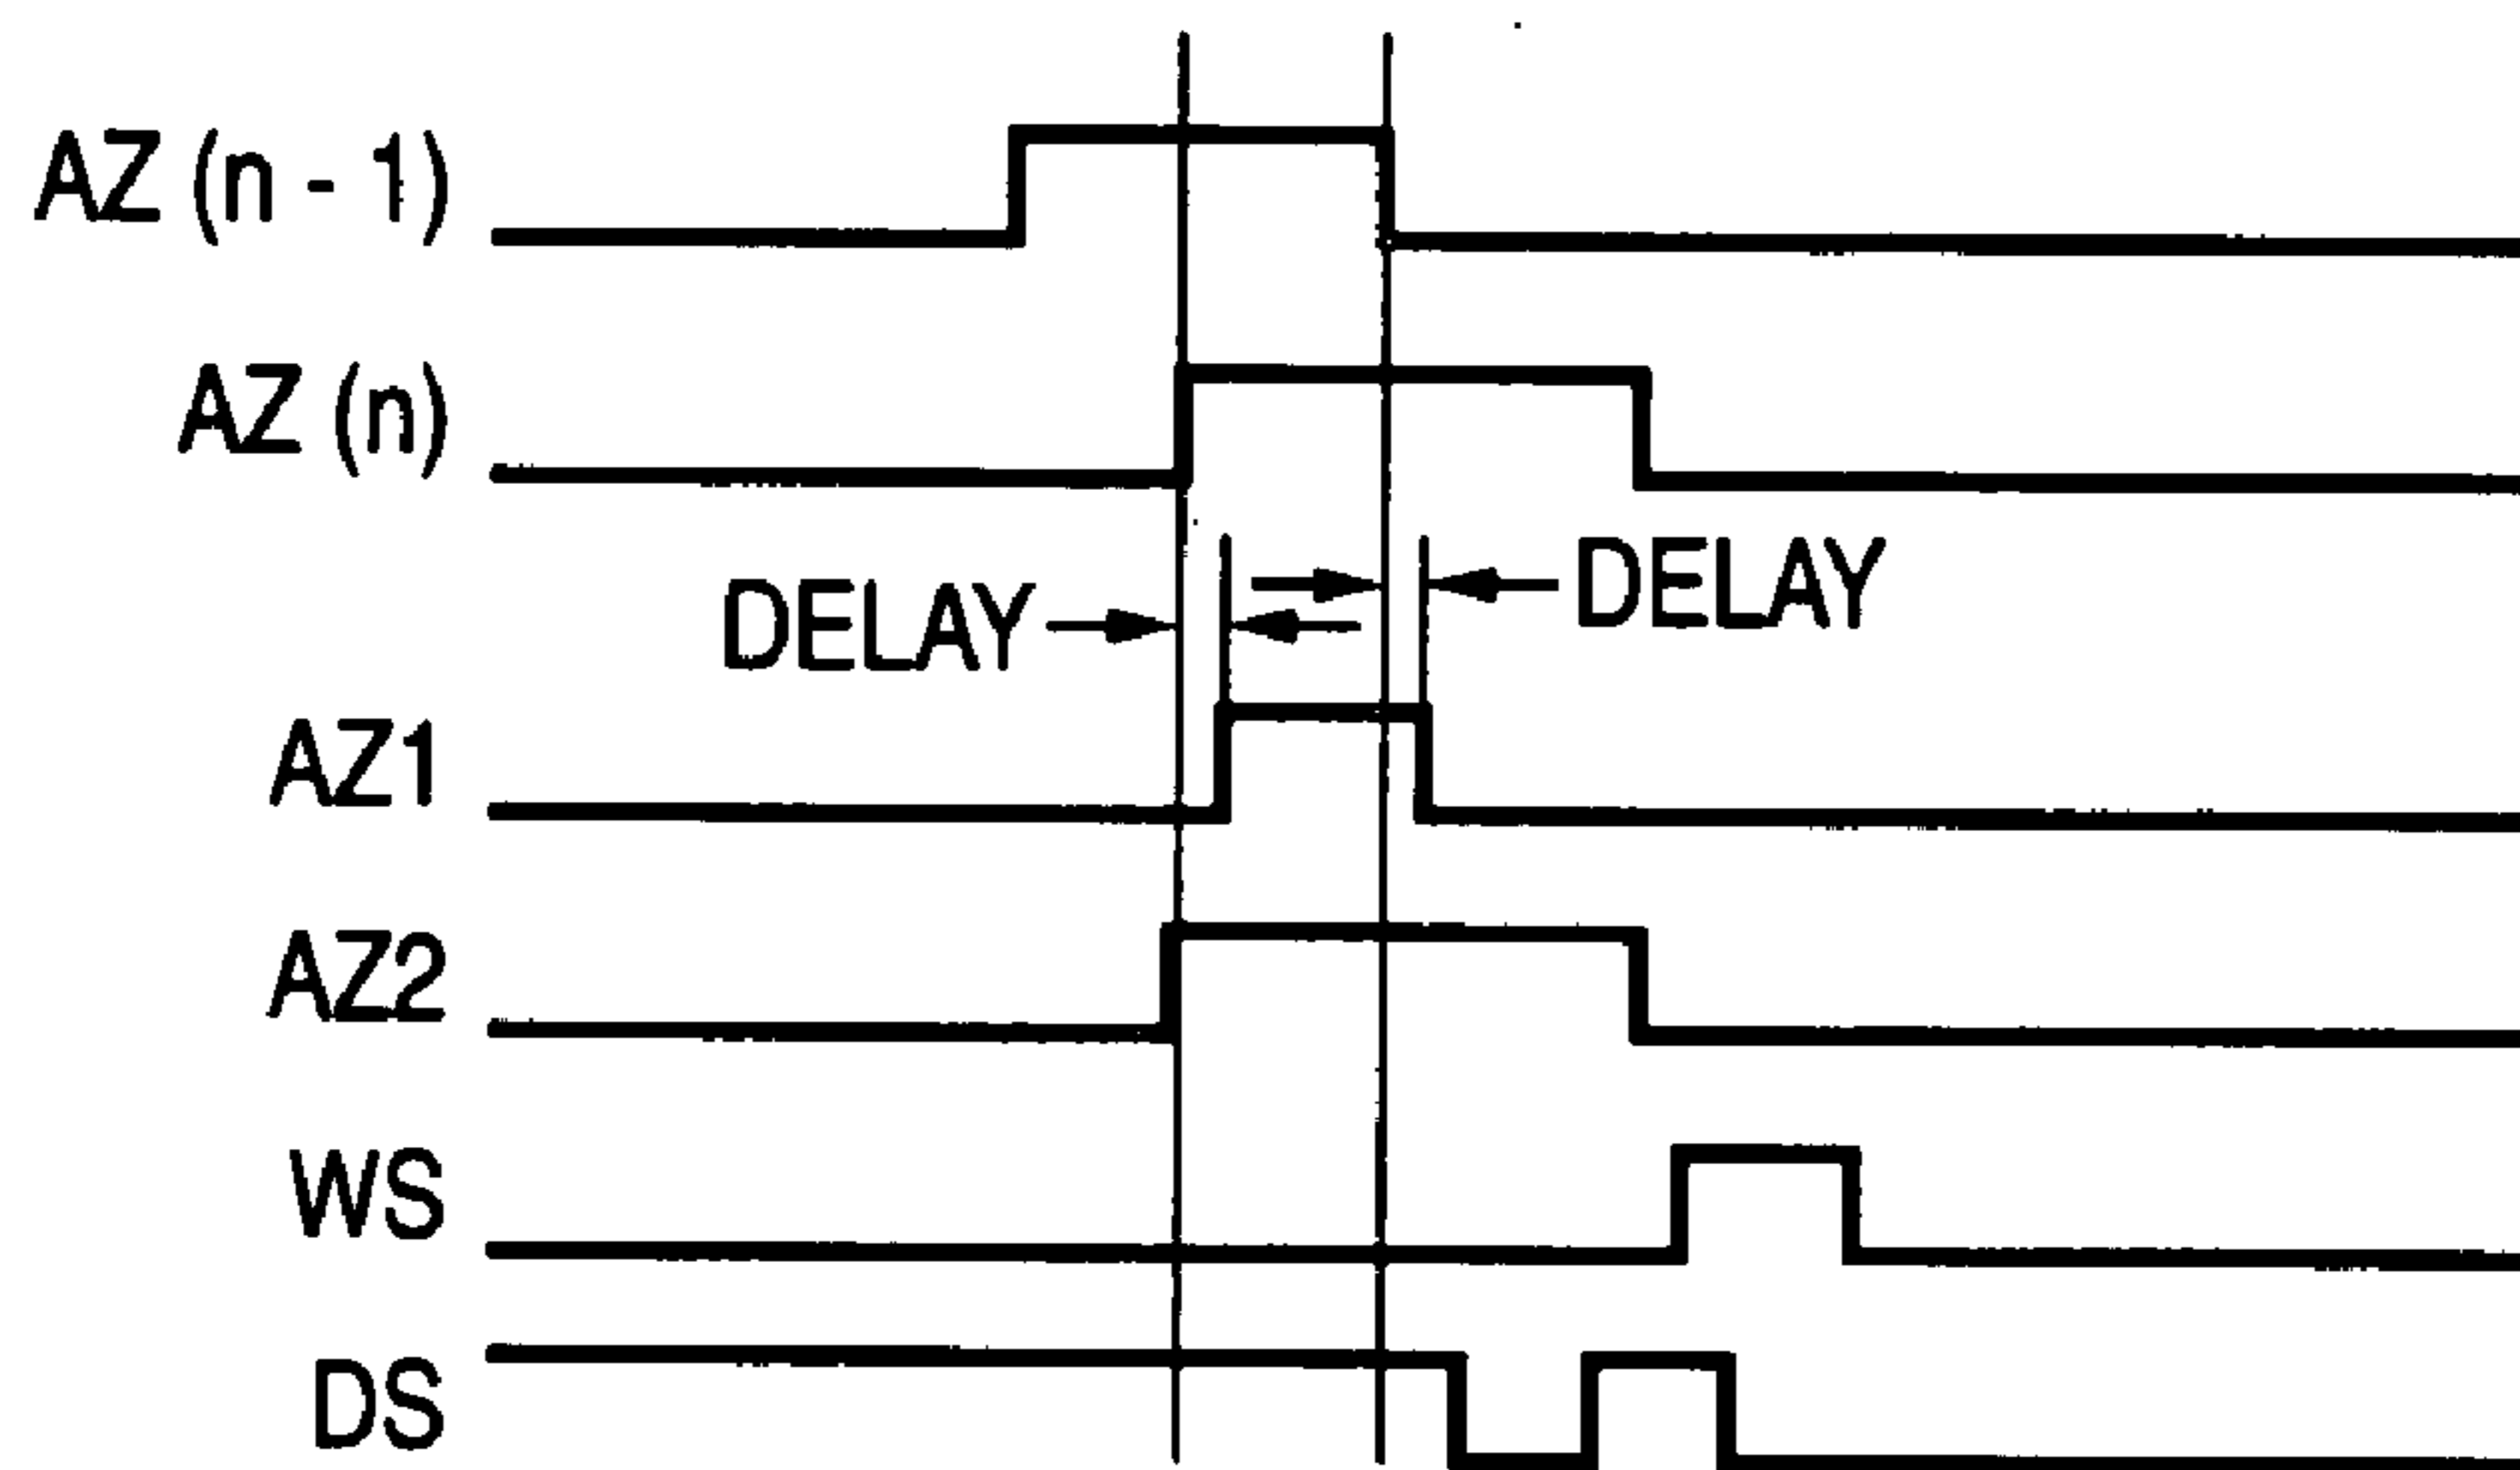 AZ (n - 1)
AZ (n)
DELAY
DELAY
AZ1
AZ2
WS
DS